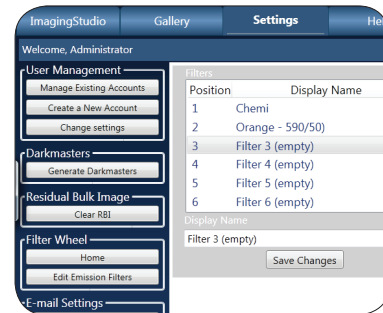 ImagingStudio Gallery Settings He
Welcome, Administrator
User Management
Manage Existing Accounts
Create a New Account
Change settings
Darkmasters
Generate Darkmasters
Residual Bulk Image
Clear RBI
Filter Wheel
Home
Edit Emission Filters
E-mail Settings
Filters
Position Display Name
1 Chemi
2 Orange - 590/50)
3 Filter 3 (empty)
4 Filter 4 (empty)
5 Filter 5 (empty)
6 Filter 6 (empty)
Display Name
Filter 3 (empty)
Save Changes